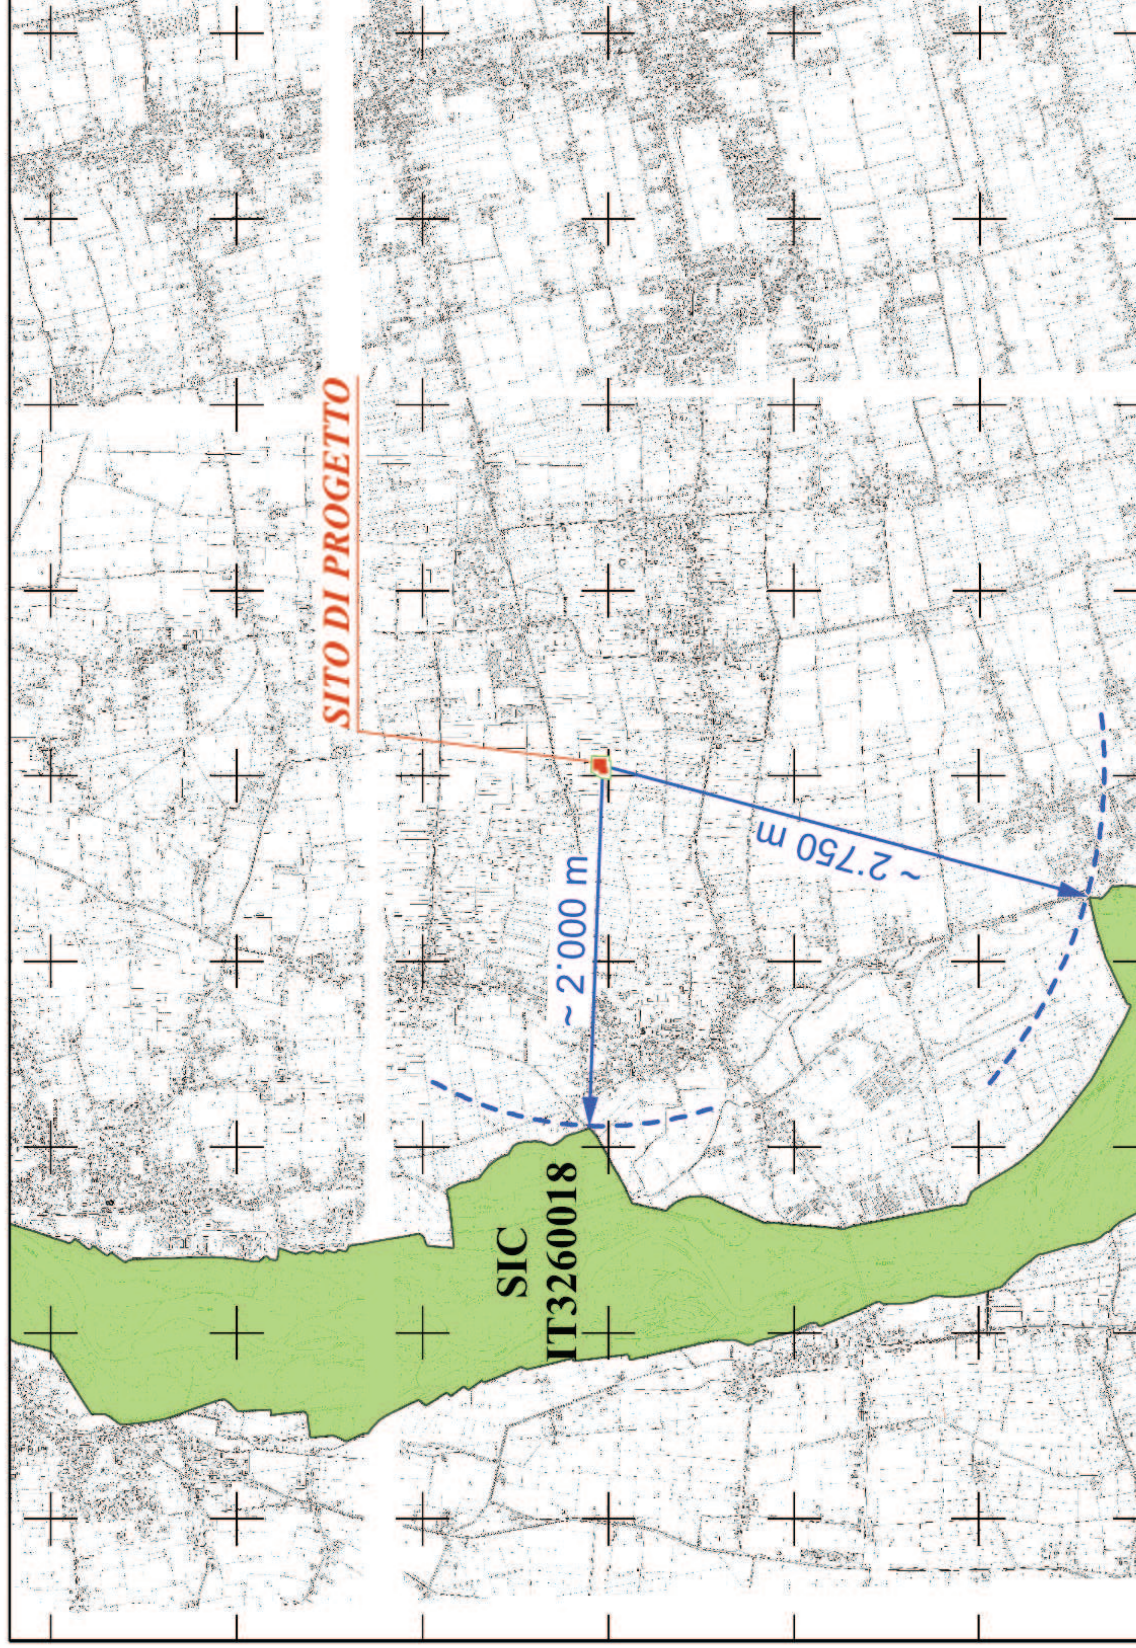 SITO DI PROGETTO
~ 2'000 m
~ 2'750 m
SIC
IT3260018